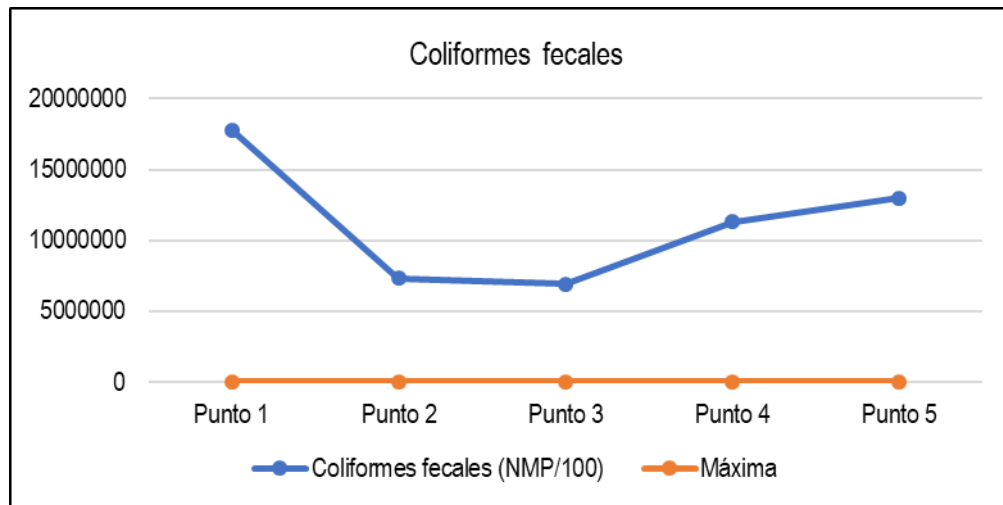 Coliformes fecales
20000000
15000000
10000000
5000000
0
Punto 1 Punto 2 Punto 3 Punto 4 Punto 5
Coliformes fecales (NMP/100) Máxima